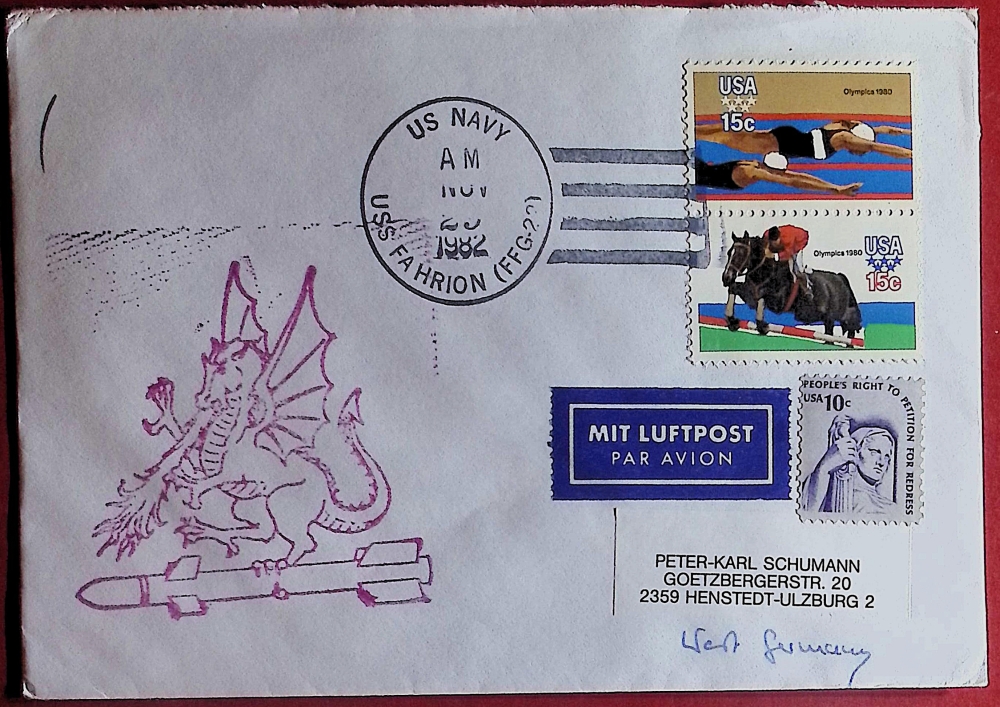 US NAVY
AM
NOV
1982
USS FAHRION (FFG-22)
USA
15c
Olympics 1980
Olympics 1980
USA
15c
MIT LUFTPOST
PAR AVION
PEOPLE'S RIGHT TO PETITION FOR REDRESS
USA 10c
PETER-KARL SCHUMANN
GOETZBERGERSTR. 20
2359 HENSTEDT-ULZBURG 2
West Germany